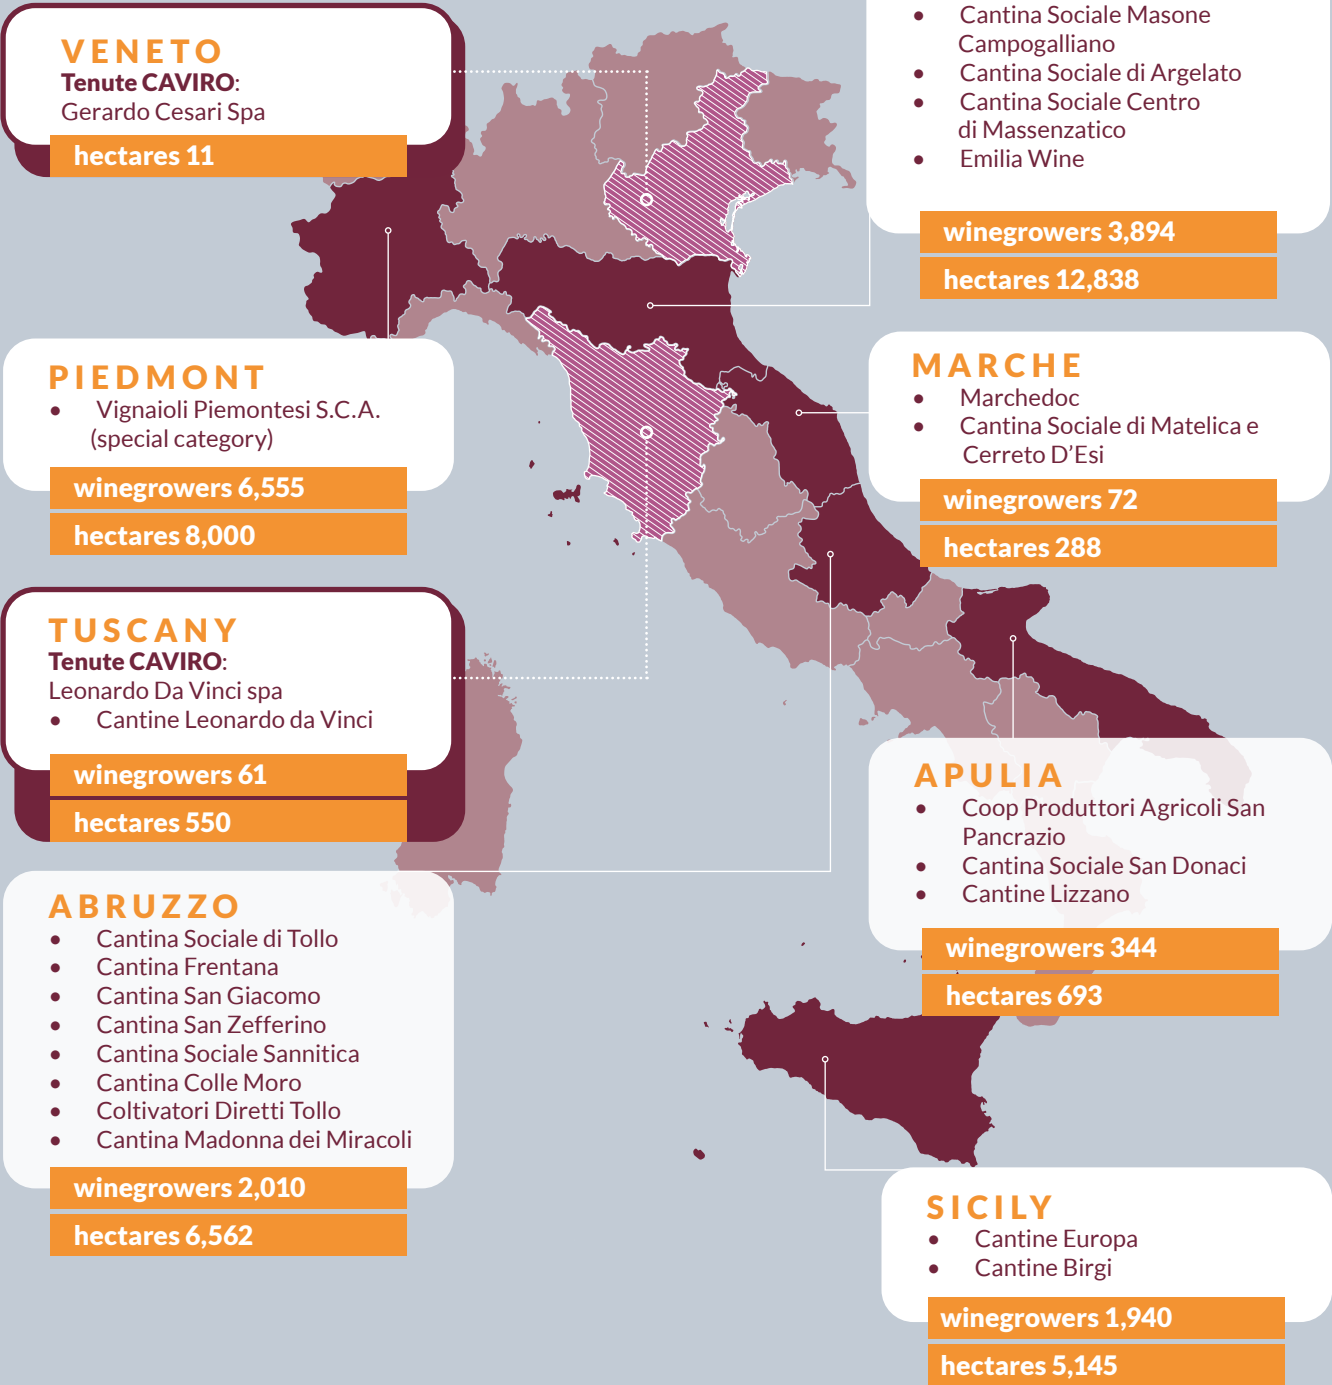 VENETO
Tenute CAVIRO:
Gerardo Cesari Spa
hectares 11
• Cantina Sociale Masone
Campogalliano
• Cantina Sociale di Argelato
• Cantina Sociale Centro
di Massenzatico
• Emilia Wine
winegrowers 3,894
hectares 12,838
PIEDMONT
• Vignaioli Piemontesi S.C.A.
(special category)
winegrowers 6,555
hectares 8,000
MARCHE
• Marchedoc
• Cantina Sociale di Matelica e
Cerreto D'Esi
winegrowers 72
hectares 288
TUSCANY
Tenute CAVIRO:
Leonardo Da Vinci spa
• Cantine Leonardo da Vinci
winegrowers 61
hectares 550
APULIA
• Coop Produttori Agricoli San
Pancrazio
• Cantina Sociale San Donaci
• Cantine Lizzano
winegrowers 344
hectares 693
ABRUZZO
• Cantina Sociale di Tollo
• Cantina Frentana
• Cantina San Giacomo
• Cantina San Zefferino
• Cantina Sociale Sannitica
• Cantina Colle Moro
• Coltivatori Diretti Tollo
• Cantina Madonna dei Miracoli
winegrowers 2,010
hectares 6,562
SICILY
• Cantine Europa
• Cantine Birgi
winegrowers 1,940
hectares 5,145